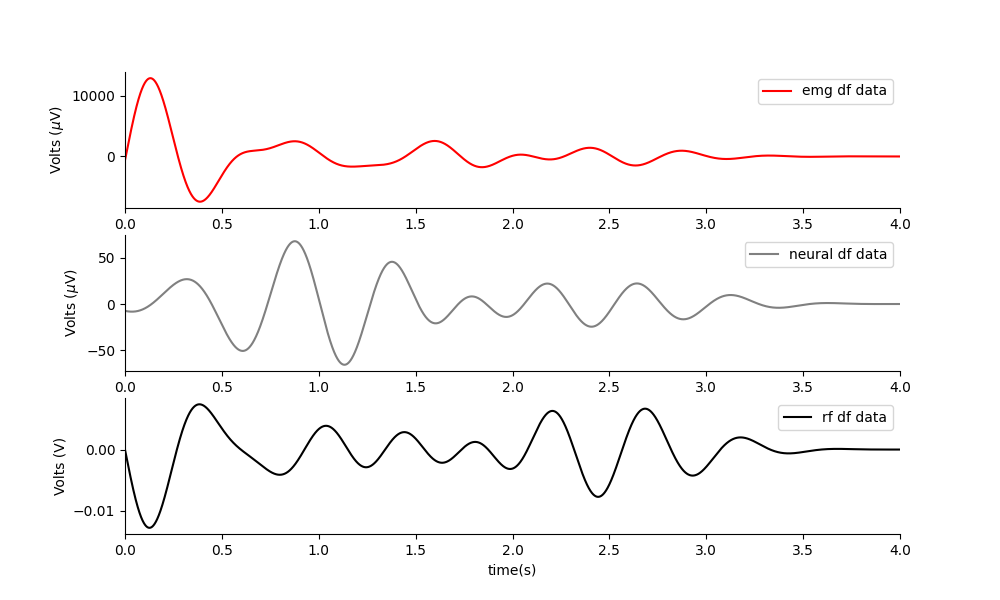 10000
0
Volts (μV)
emg df data
0.0 0.5 1.0 1.5 2.0 2.5 3.0 3.5 4.0
50
0
−50
Volts (μV)
neural df data
0.0 0.5 1.0 1.5 2.0 2.5 3.0 3.5 4.0
0.00
−0.01
Volts (V)
rf df data
0.0 0.5 1.0 1.5 2.0 2.5 3.0 3.5 4.0
time(s)